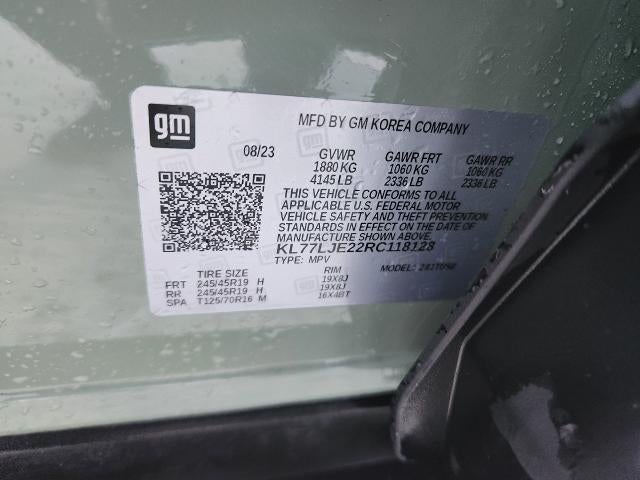 gm
MFD BY GM KOREA COMPANY
08/23 GVWR GAWR FRT GAWR RR
1880 KG 1060 KG 1060 KG
4145 LB 2336 LB 2336 LB
THIS VEHICLE CONFORMS TO ALL
APPLICABLE U.S. FEDERAL MOTOR
VEHICLE SAFETY AND THEFT PREVENTION
STANDARDS IN EFFECT ON THE DATE OF
MANUFACTURE SHOWN ABOVE.
KL77LJE22RC118128
TYPE: MPV MODEL:
TIRE SIZE RIM
FRT 245/45R19 H 19X8J
RR 245/45R19 H 19X8J
SPA T125/70R16 M 16X4BT